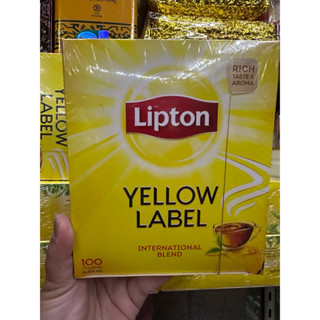 RICH
TASTE &
AROMA
Lipton
YELLOW
LABEL
INTERNATIONAL
BLEND
100
YELLOW
LABEL